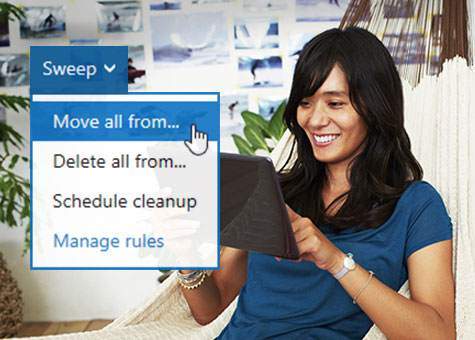 Sweep
Move all from...
Delete all from...
Schedule cleanup
Manage rules